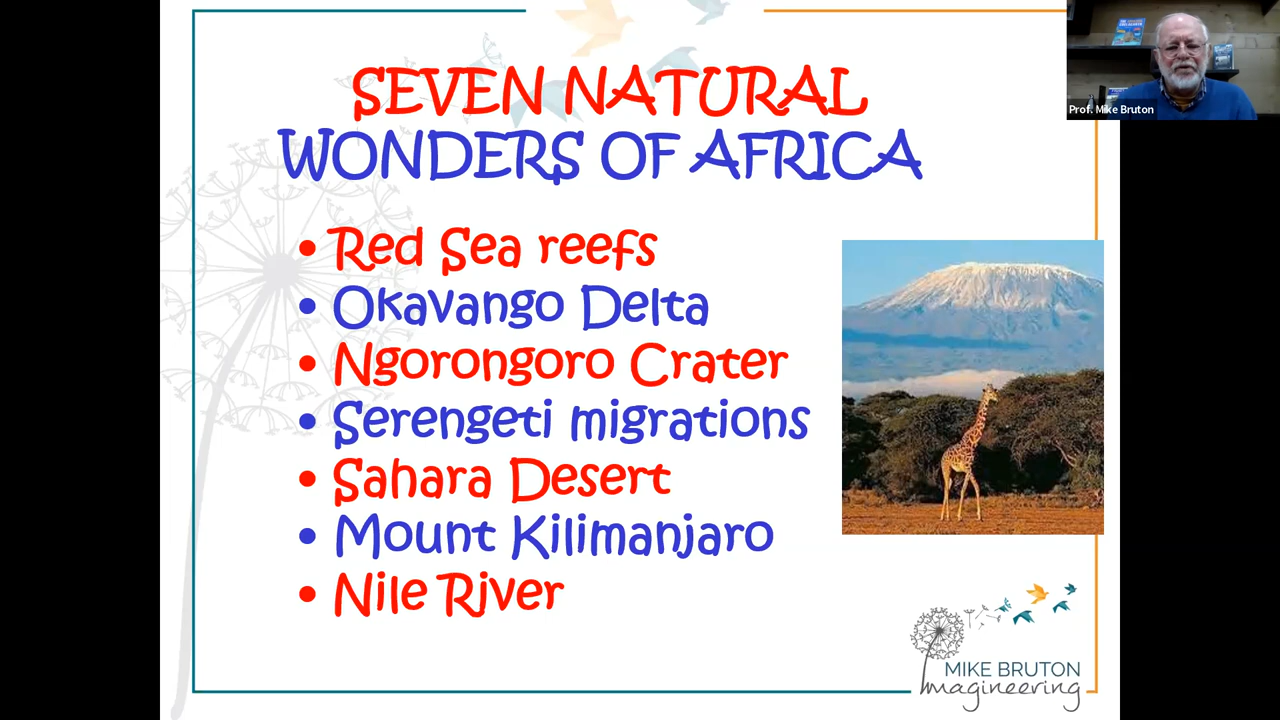 SEVEN NATURAL
WONDERS OF AFRICA
• Red Sea reefs
• Okavango Delta
• Ngorongoro Crater
• Serengeti migrations
• Sahara Desert
• Mount Kilimanjaro
• Nile River
Prof. Mike Bruton
MIKE BRUTON
Imagineering